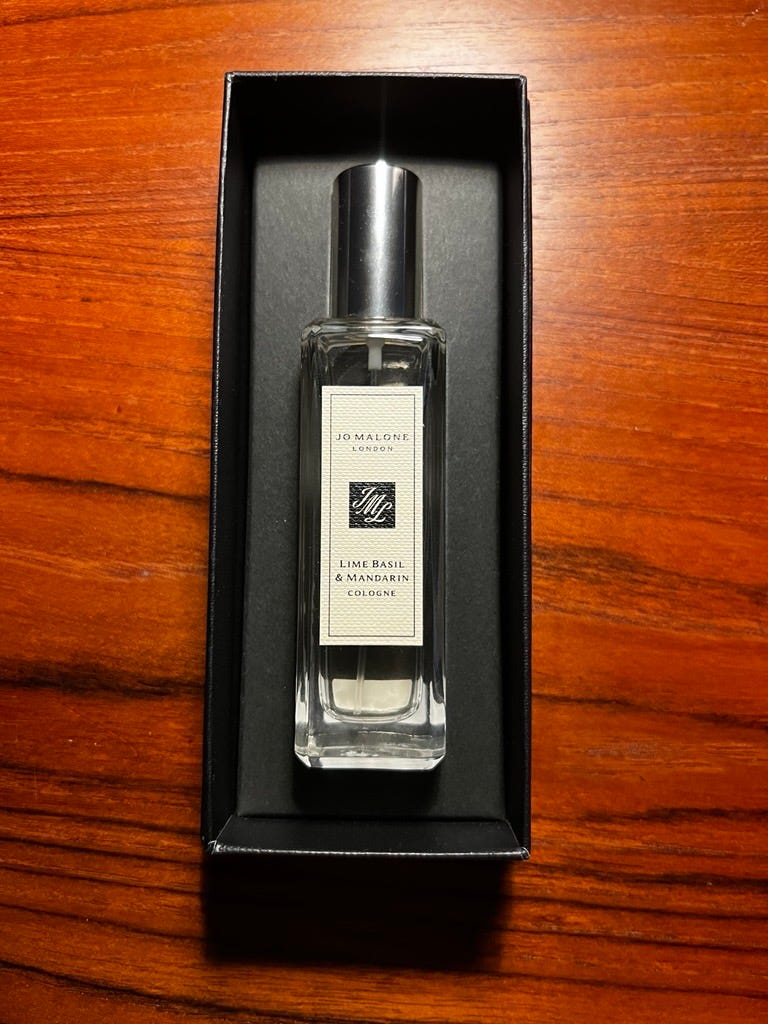 JO MALONE
LONDON
JML
LIME BASIL
& MANDARIN
COLOGNE